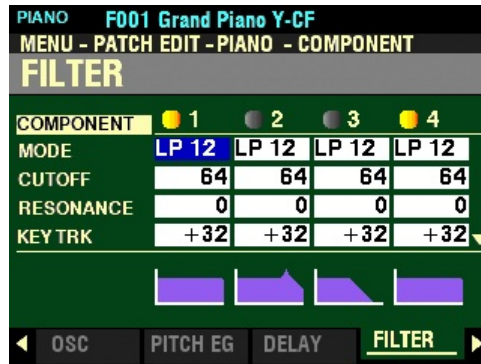 PIANO F001 Grand Piano Y-CF
MENU - PATCH EDIT - PIANO - COMPONENT
FILTER
COMPONENT 1 2 3 4
MODE LP 12 LP 12 LP 12 LP 12
CUTOFF 64 64 64 64
RESONANCE 0 0 0 0
KEY TRK +32 +32 +32 +32
OSC PITCH EG DELAY FILTER